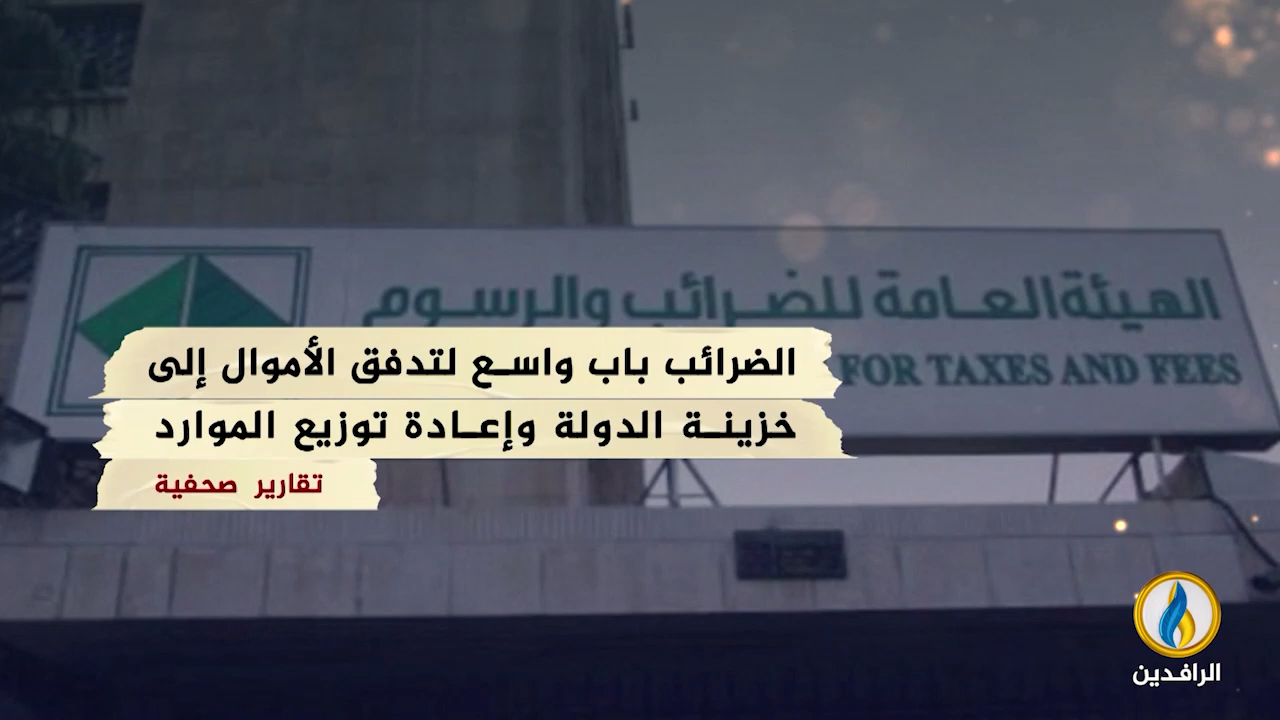 الهيئة العامة للضرائب والرسوم
FOR TAXES AND FEES
الضرائب باب واسع لتدفق الأموال إلى
خزينة الدولة وإعادة توزيع الموارد
تقارير صحفية
الرافدين